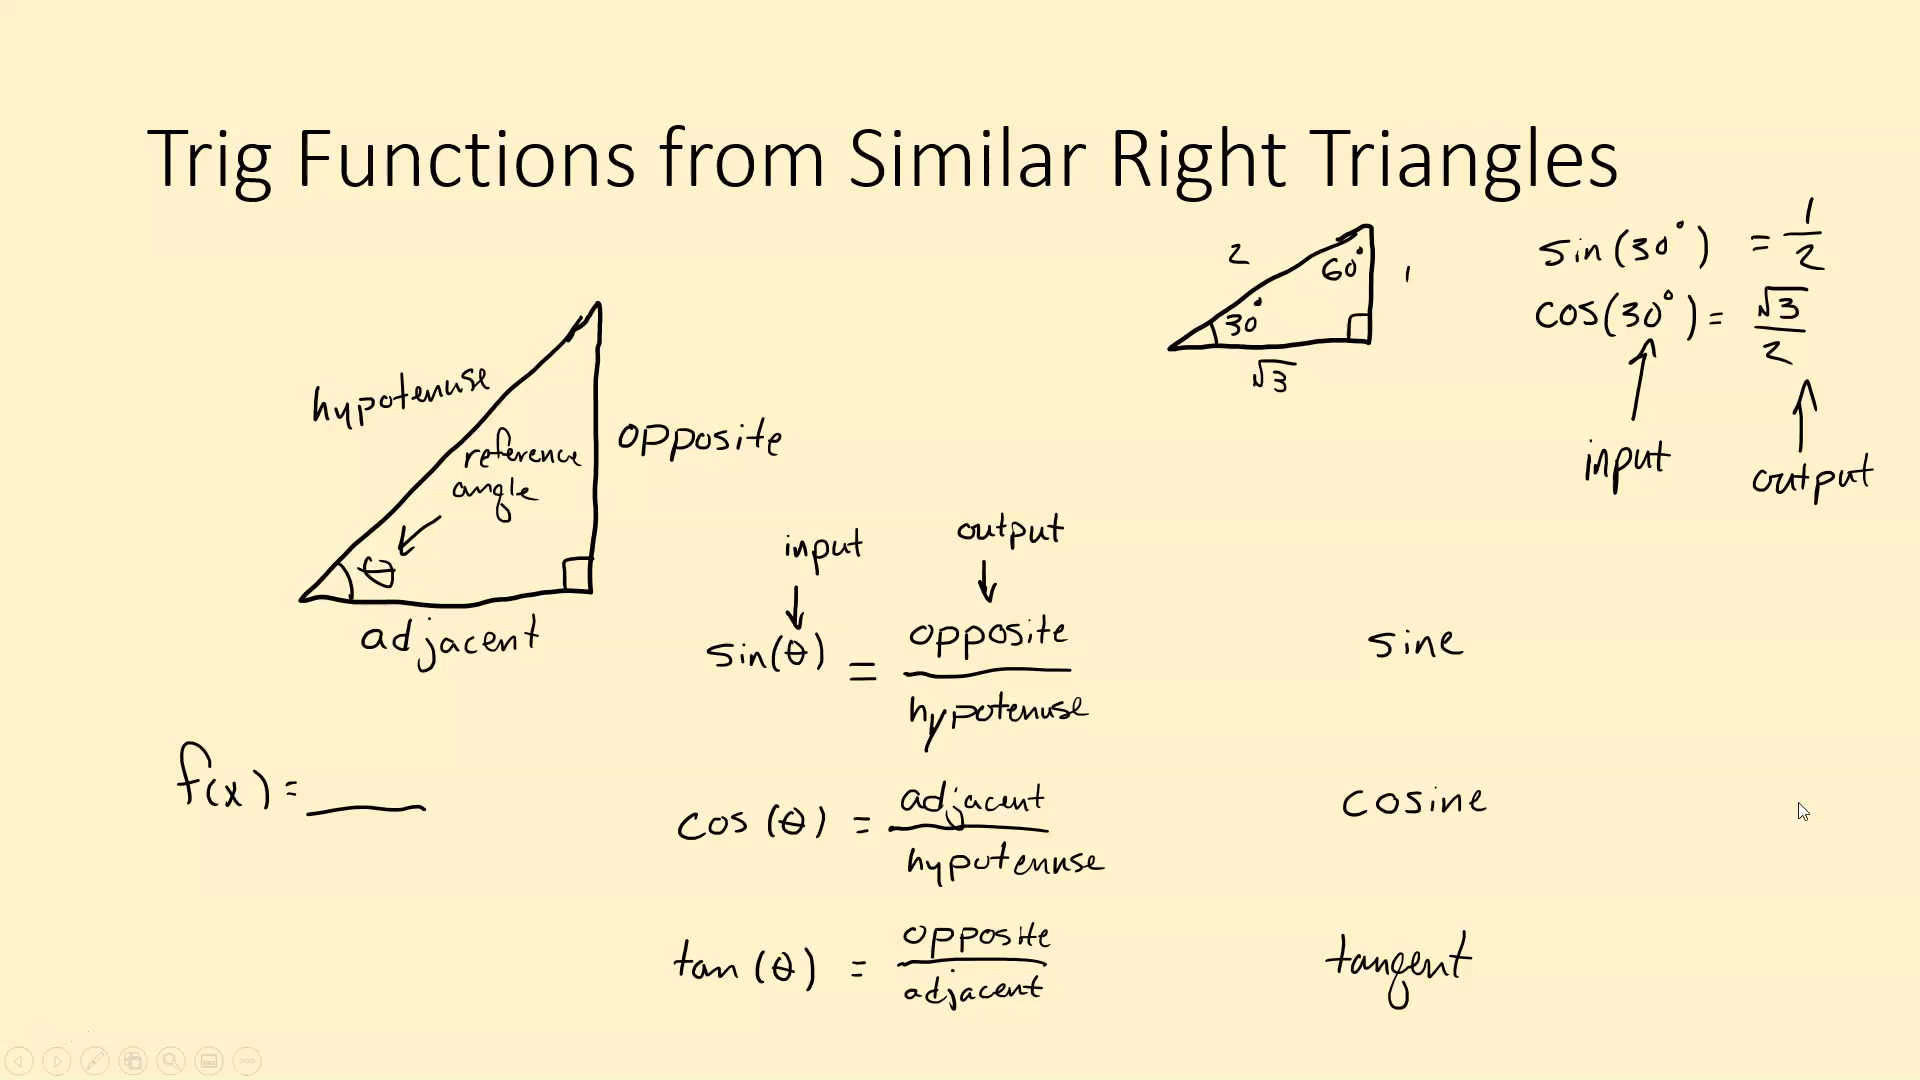 Trig Functions from Similar Right Triangles
hypotenuse
reference
angle
θ
opposite
adjacent
2
60°
30°
1
√3
sin(30°) = 1/2
cos(30°) = √3/2
input
output
input
output
sin(θ) = opposite/hypotenuse
sine
f(x) = ____
cos(θ) = adjacent/hypotenuse
cosine
tan(θ) = opposite/adjacent
tangent